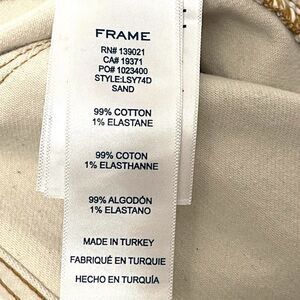 FRAME
RN# 139021
CA# 19371
PO# 1023400
STYLE:LSY74D
SAND
99% COTTON
1% ELASTANE
99% COTON
1% ELASTHANNE
99% ALGODÓN
1% ELASTANO
MADE IN TURKEY
FABRIQUÉ EN TURQUIE
HECHO EN TURQUÍA